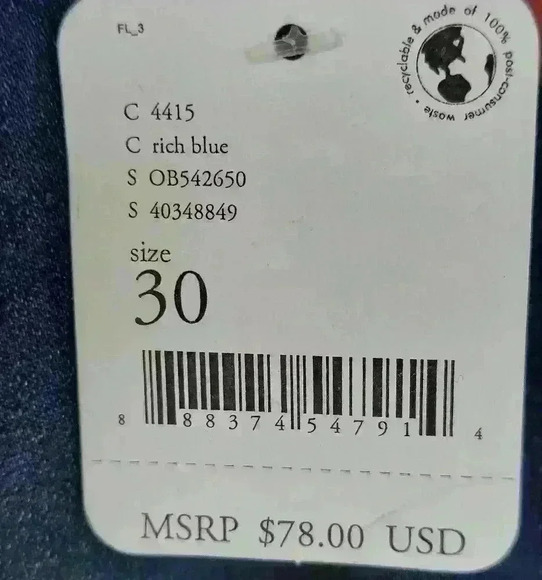 FL_3
recyclable & made of 100% post-consumer waste •
C 4415
C rich blue
S OB542650
S 40348849
size
30
8 88374 54791 4
MSRP $78.00 USD